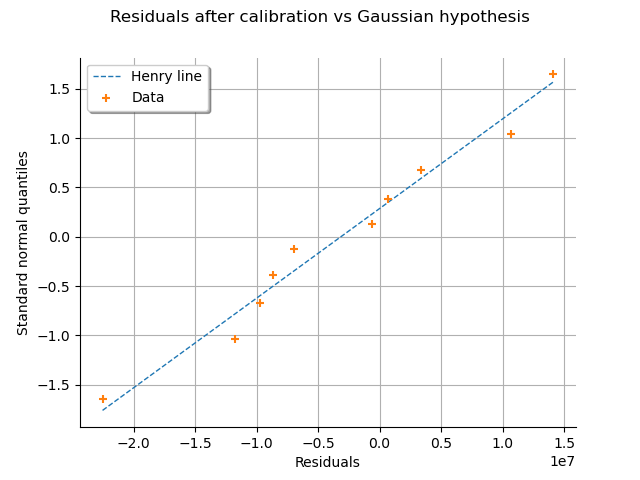 Residuals after calibration vs Gaussian hypothesis
Henry line
Data
Standard normal quantiles
1.5
1.0
0.5
0.0
−0.5
−1.0
−1.5
−2.0 −1.5 −1.0 −0.5 0.0 0.5 1.0 1.5
1e7
Residuals